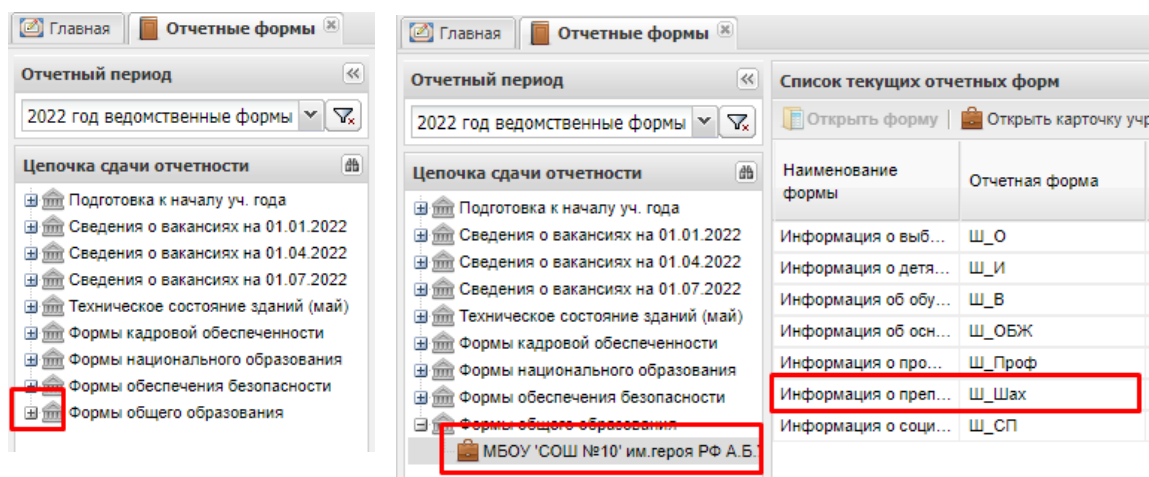 Главная Отчетные формы
Отчетный период
2022 год ведомственные формы
Цепочка сдачи отчетности
Подготовка к началу уч. года
Сведения о вакансиях на 01.01.2022
Сведения о вакансиях на 01.04.2022
Сведения о вакансиях на 01.07.2022
Техническое состояние зданий (май)
Формы кадровой обеспеченности
Формы национального образования
Формы обеспечения безопасности
Формы общего образования
Главная Отчетные формы
Отчетный период
2022 год ведомственные формы
Цепочка сдачи отчетности
Подготовка к началу уч. года
Сведения о вакансиях на 01.01.2022
Сведения о вакансиях на 01.04.2022
Сведения о вакансиях на 01.07.2022
Техническое состояние зданий (май)
Формы кадровой обеспеченности
Формы национального образования
Формы обеспечения безопасности
Формы общего образования
МБОУ 'СОШ №10' им.героя РФ А.Б.
Список текущих отчетных форм
Открыть форму Открыть карточку учр
Наименование
формы
Отчетная форма
Информация о выб... Ш_О
Информация о детя... Ш_И
Информация об обу... Ш_В
Информация об осн... Ш_ОБЖ
Информация о про... Ш_Проф
Информация о преп... Ш_Шах
Информация о соци... Ш_СП